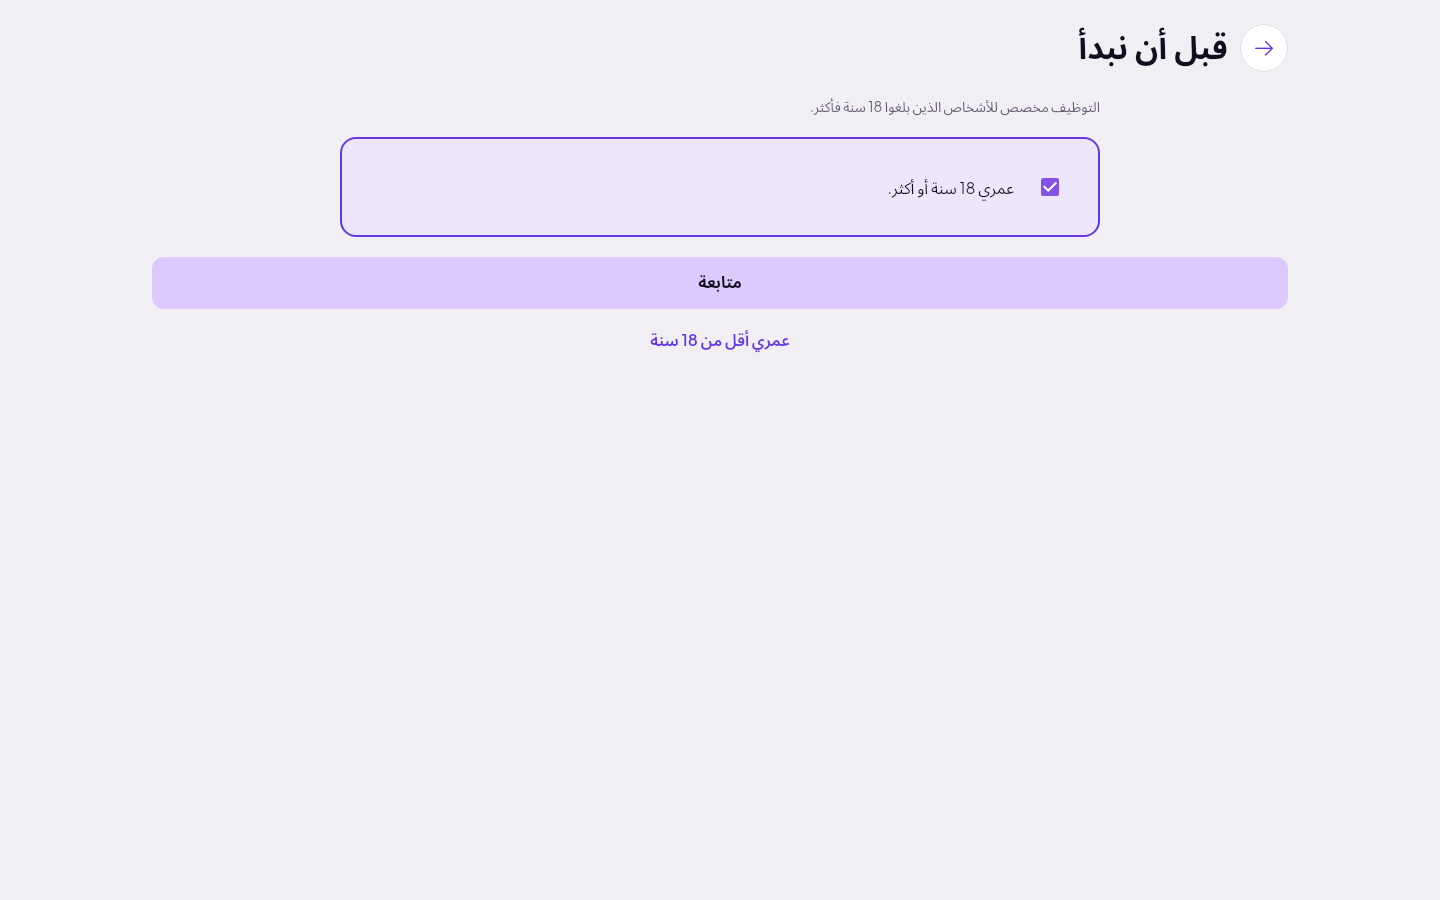 قبل أن نبدأ
التوظيف مخصص للأشخاص الذين بلغوا 18 سنة فأكثر.
عمري 18 سنة أو أكثر.
متابعة
عمري أقل من 18 سنة